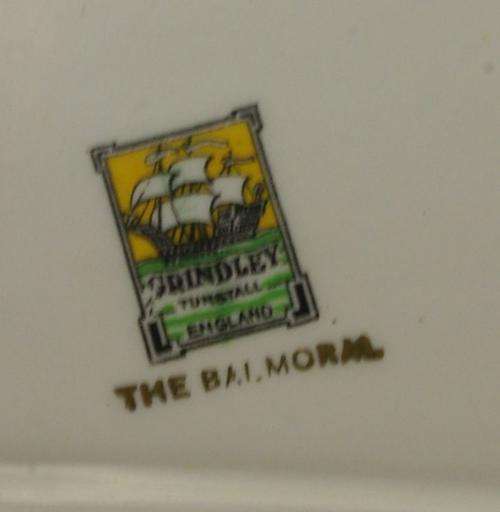 GRINDLEY
TUNSTALL
ENGLAND
THE BALMORAL